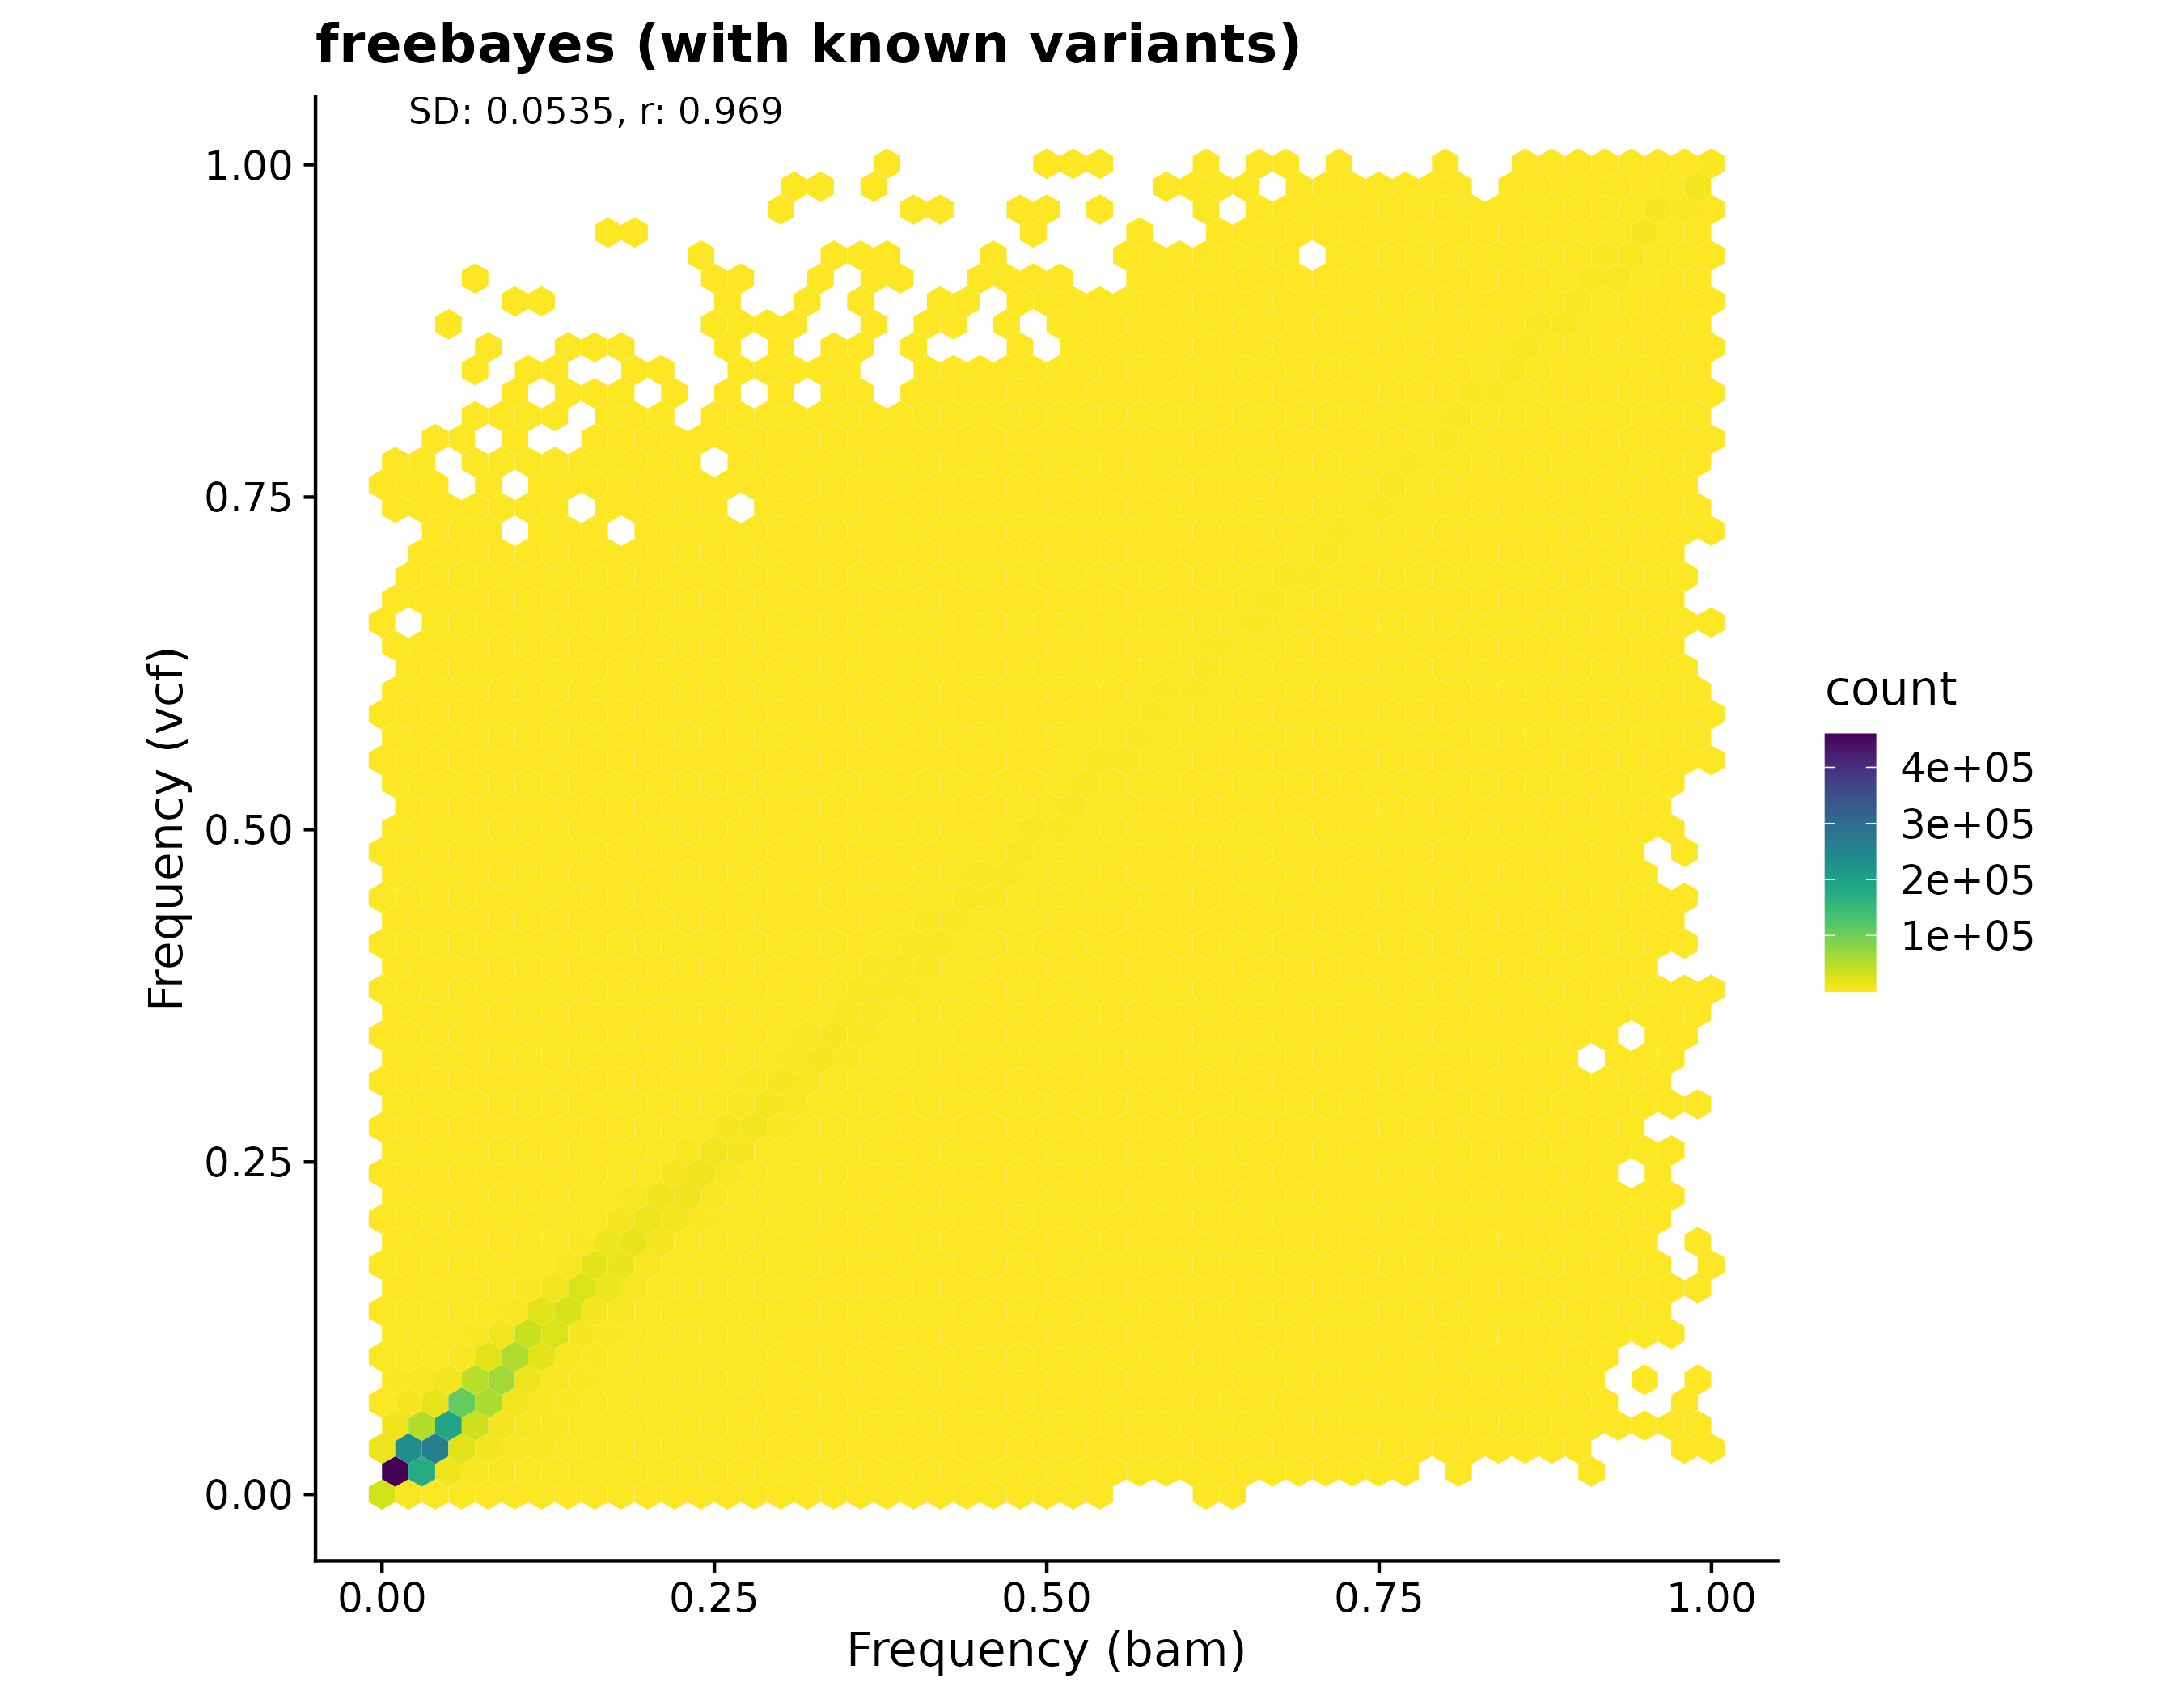 freebayes (with known variants)
SD: 0.0535, r: 0.969
1.00
0.75
0.50
0.25
0.00
Frequency (vcf)
0.00 0.25 0.50 0.75 1.00
Frequency (bam)
count
4e+05
3e+05
2e+05
1e+05